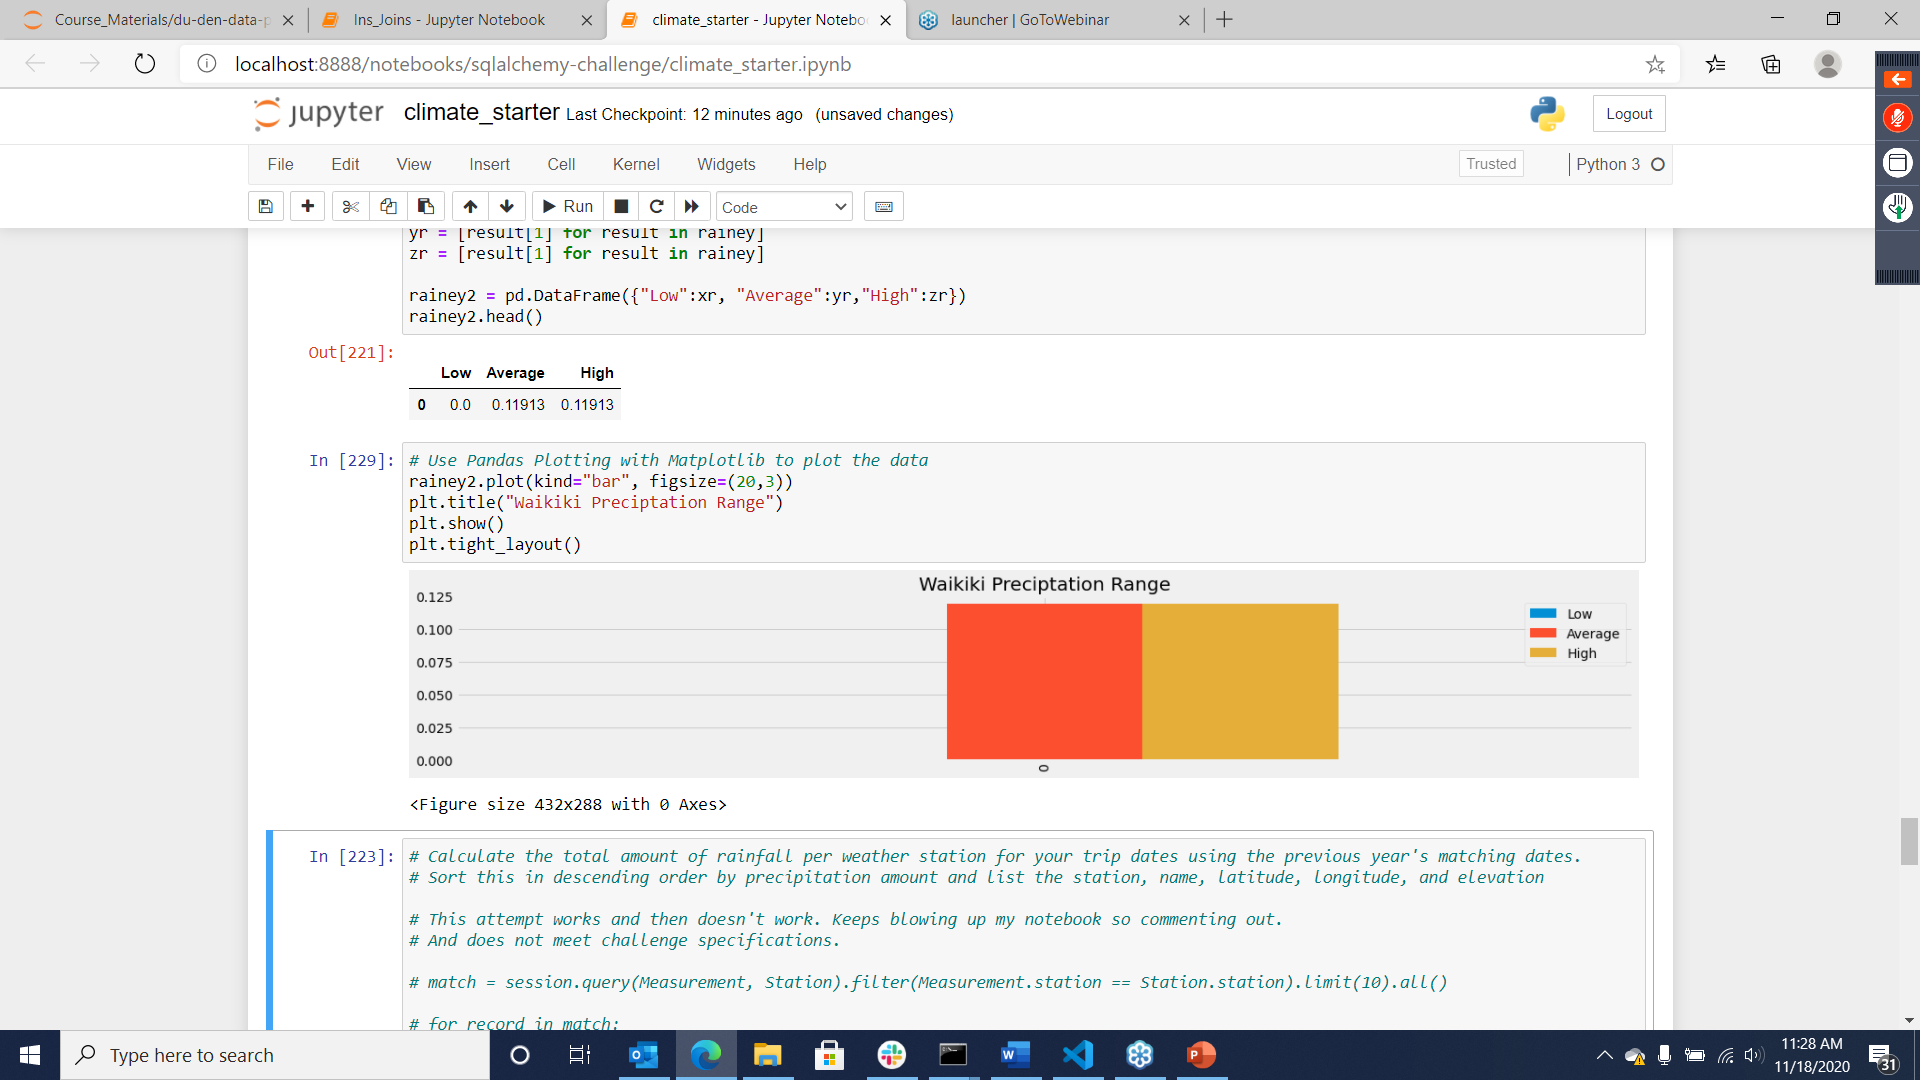 Course_Materials/du-den-data-p
Ins_Joins - Jupyter Notebook
climate_starter - Jupyter Notebo
launcher | GoToWebinar
localhost:8888/notebooks/sqlalchemy-challenge/climate_starter.ipynb
jupyter climate_starter Last Checkpoint: 12 minutes ago (unsaved changes)
Logout
File Edit View Insert Cell Kernel Widgets Help
Trusted
Python 3
Run
Code
yr = [result[1] for result in rainey]
zr = [result[1] for result in rainey]
rainey2 = pd.DataFrame({"Low":xr, "Average":yr,"High":zr})
rainey2.head()
Out[221]:
Low Average High
0 0.0 0.11913 0.11913
In [229]:
# Use Pandas Plotting with Matplotlib to plot the data
rainey2.plot(kind="bar", figsize=(20,3))
plt.title("Waikiki Preciptation Range")
plt.show()
plt.tight_layout()
Waikiki Preciptation Range
0.125
0.100
0.075
0.050
0.025
0.000
0
Low
Average
High
<Figure size 432x288 with 0 Axes>
In [223]:
# Calculate the total amount of rainfall per weather station for your trip dates using the previous year's matching dates.
# Sort this in descending order by precipitation amount and list the station, name, latitude, longitude, and elevation
# This attempt works and then doesn't work. Keeps blowing up my notebook so commenting out.
# And does not meet challenge specifications.
# match = session.query(Measurement, Station).filter(Measurement.station == Station.station).limit(10).all()
# for record in match:
Type here to search
11:28 AM
11/18/2020
31